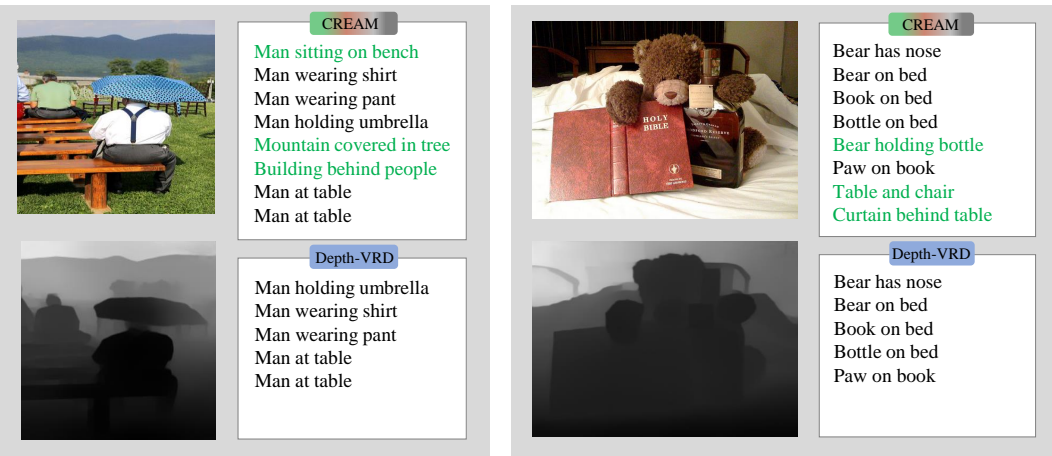 CREAM
Man sitting on bench
Man wearing shirt
Man wearing pant
Man holding umbrella
Mountain covered in tree
Building behind people
Man at table
Man at table
Depth-VRD
Man holding umbrella
Man wearing shirt
Man wearing pant
Man at table
Man at table
HOLY
BIBLE
CREAM
Bear has nose
Bear on bed
Book on bed
Bottle on bed
Bear holding bottle
Paw on book
Table and chair
Curtain behind table
Depth-VRD
Bear has nose
Bear on bed
Book on bed
Bottle on bed
Paw on book